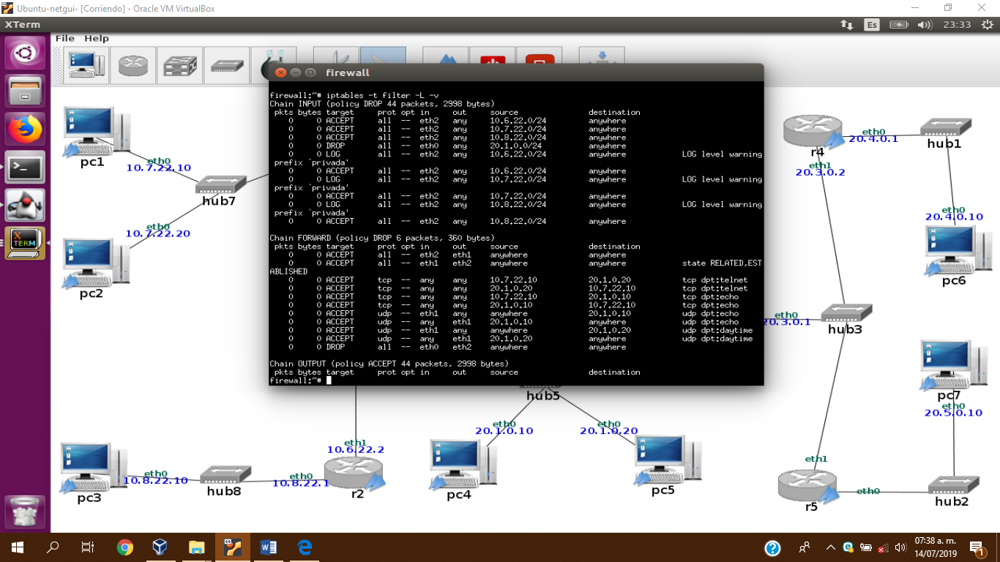 Ubuntu-netgui- [Corriendo] - Oracle VM VirtualBox
XTerm
Es
23:33
File Help
firewall
firewall:~# iptables -t filter -L -v
Chain INPUT (policy DROP 44 packets, 2998 bytes)
pkts bytes target prot opt in out source destination
0 0 ACCEPT all -- eth2 any 10.6.22.0/24 anywhere
0 0 ACCEPT all -- eth2 any 10.7.22.0/24 anywhere
0 0 ACCEPT all -- eth2 any 10.8.22.0/24 anywhere
0 0 DROP all -- eth0 any 20.1.0.0/24 anywhere
0 0 LOG all -- eth2 any 10.6.22.0/24 anywhere LOG level warning
prefix `privada'
0 0 ACCEPT all -- eth2 any 10.6.22.0/24 anywhere
0 0 LOG all -- eth2 any 10.7.22.0/24 anywhere LOG level warning
prefix `privada'
0 0 ACCEPT all -- eth2 any 10.7.22.0/24 anywhere
0 0 LOG all -- eth2 any 10.8.22.0/24 anywhere LOG level warning
prefix `privada'
0 0 ACCEPT all -- eth2 any 10.8.22.0/24 anywhere
Chain FORWARD (policy DROP 6 packets, 360 bytes)
pkts bytes target prot opt in out source destination
0 0 ACCEPT all -- eth2 eth1 anywhere anywhere
0 0 ACCEPT all -- eth1 eth2 anywhere anywhere state RELATED,EST
ABLISHED
0 0 ACCEPT tcp -- any any 10.7.22.10 20.1.0.20 tcp dpt:telnet
0 0 ACCEPT tcp -- any any 20.1.0.20 10.7.22.10 tcp dpt:telnet
0 0 ACCEPT tcp -- any any 10.7.22.10 20.1.0.10 tcp dpt:echo
0 0 ACCEPT tcp -- any any 20.1.0.10 10.7.22.10 tcp dpt:echo
0 0 ACCEPT udp -- eth1 any anywhere 20.1.0.10 udp dpt:echo
0 0 ACCEPT udp -- any eth1 20.1.0.10 anywhere udp dpt:echo
0 0 ACCEPT udp -- eth1 any anywhere 20.1.0.20 udp dpt:daytime
0 0 ACCEPT udp -- any eth1 20.1.0.20 anywhere udp dpt:daytime
0 0 DROP all -- eth0 eth2 anywhere anywhere
Chain OUTPUT (policy ACCEPT 44 packets, 2998 bytes)
pkts bytes target prot opt in out source destination
firewall:~#
pc1
eth0
10.7.22.10
hub7
eth0
10.7.22.20
pc2
r4
eth0
20.4.0.1
hub1
eth1
20.3.0.2
eth0
20.4.0.10
pc6
eth0
20.3.0.1
hub3
pc7
eth0
20.5.0.10
hub5
eth0
20.1.0.10
eth0
20.1.0.20
pc4
pc5
eth1
10.6.22.2
pc3
eth0
10.8.22.10
hub8
eth0
10.8.22.1
r2
eth1
r5
eth0
hub2
XTERM
07:38 a. m.
14/07/2019
1